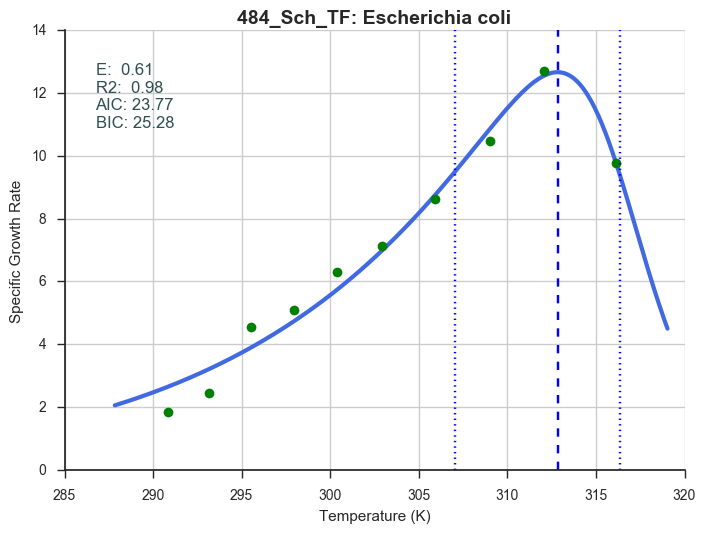 484_Sch_TF: Escherichia coli
14
12
10
8
6
4
2
0
E:  0.61
R2:  0.98
AIC: 23.77
BIC: 25.28
Specific Growth Rate
285 290 295 300 305 310 315 320
Temperature (K)